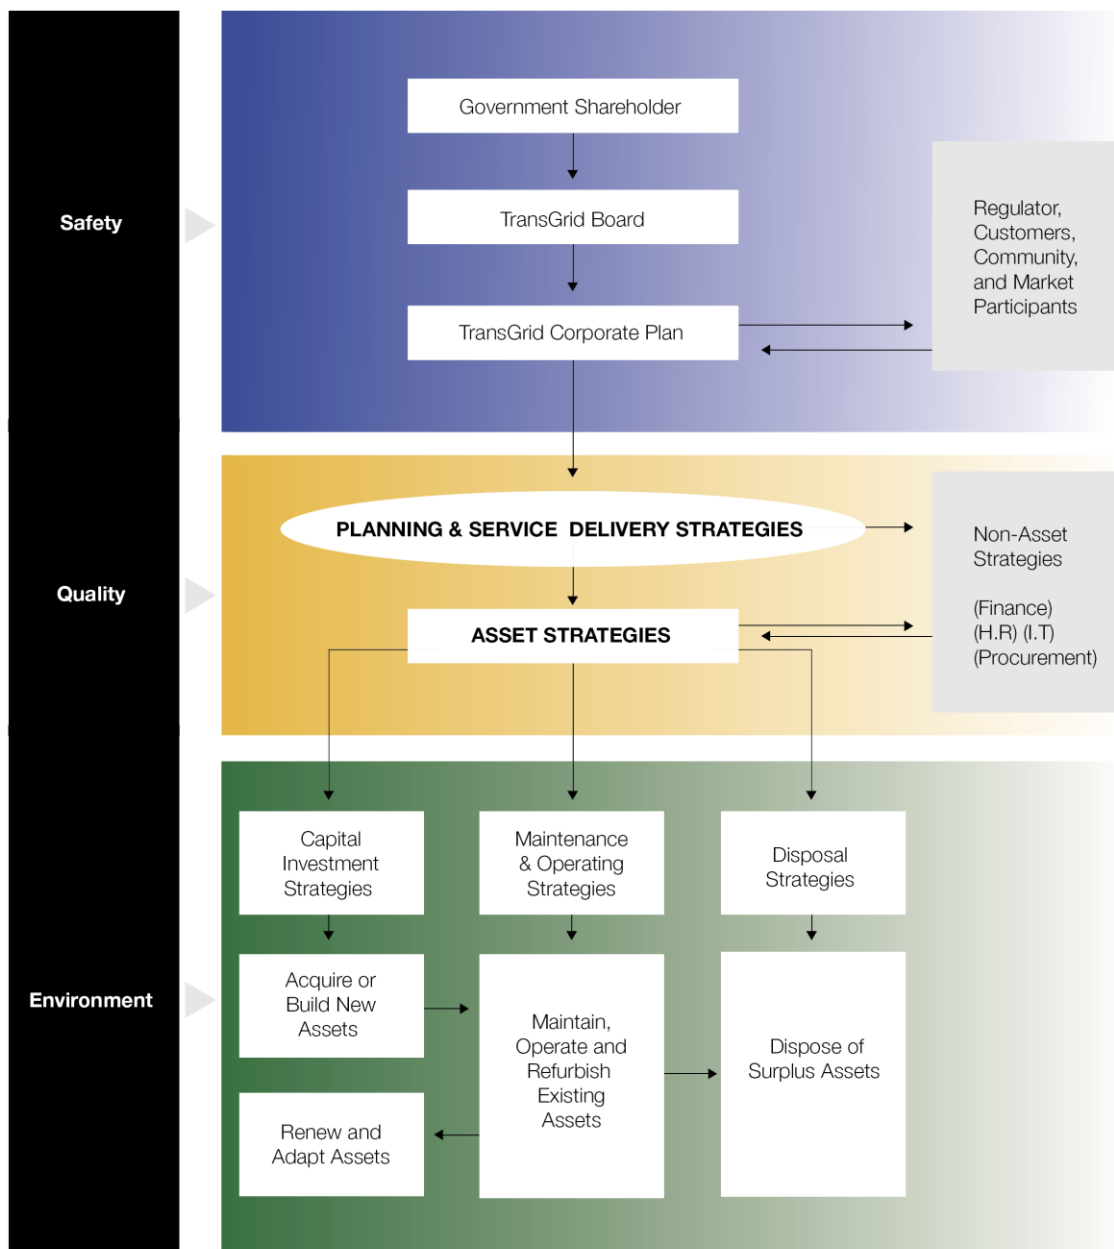 Government Shareholder
Safety
TransGrid Board
Regulator,
Customers,
Community,
and Market
Participants
TransGrid Corporate Plan
PLANNING & SERVICE DELIVERY STRATEGIES
Quality
ASSET STRATEGIES
Non-Asset
Strategies
(Finance)
(H.R) (I.T)
(Procurement)
Environment
Capital
Investment
Strategies
Maintenance
& Operating
Strategies
Disposal
Strategies
Acquire or
Build New
Assets
Maintain,
Operate and
Refurbish
Existing
Assets
Dispose of
Surplus Assets
Renew and
Adapt Assets